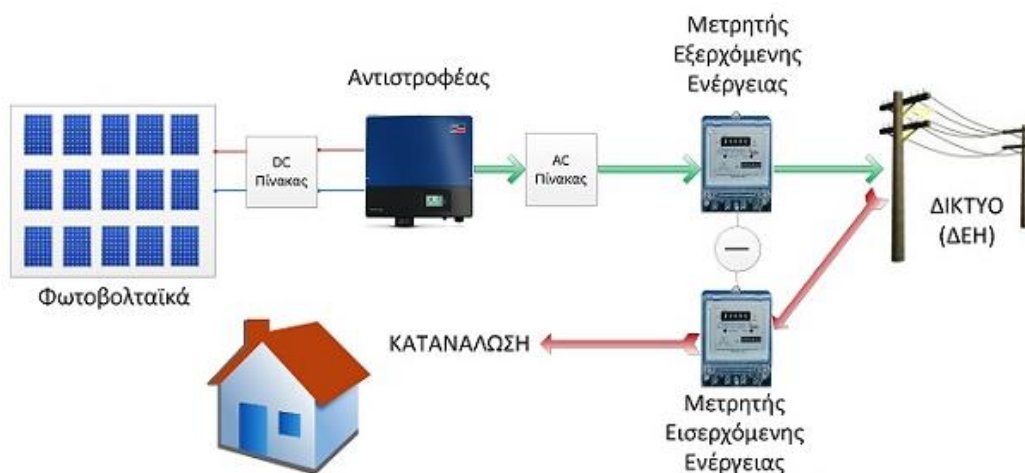 Μετρητής
Εξερχόμενης
Ενέργειας
Αντιστροφέας
DC
Πίνακας
AC
Πίνακας
ΔΙΚΤΥΟ
(ΔΕΗ)
Φωτοβολταϊκά
ΚΑΤΑΝΑΛΩΣΗ
Μετρητής
Εισερχόμενης
Ενέργειας